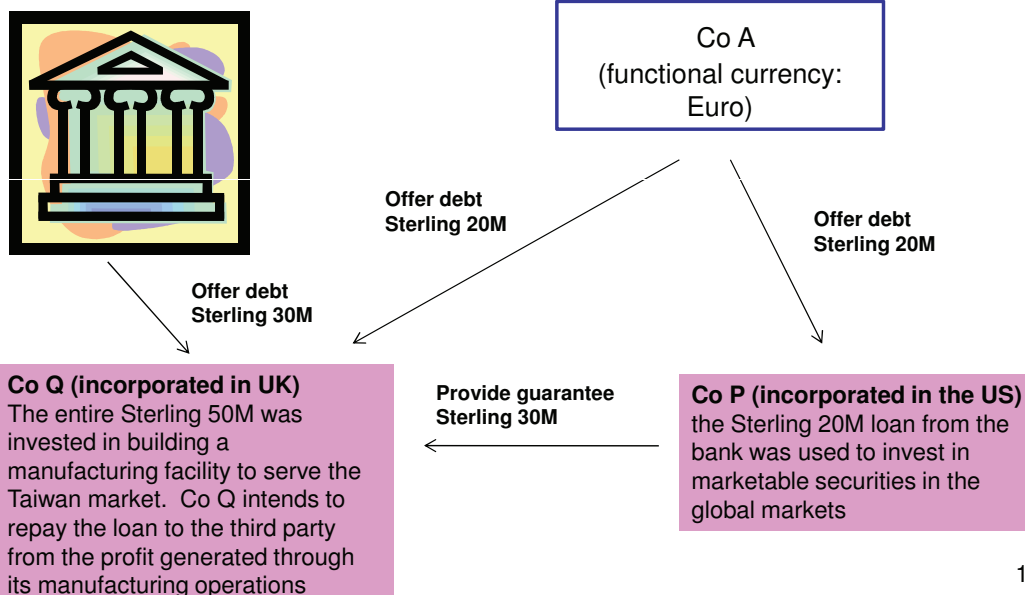 Co A
(functional currency:
Euro)
Offer debt
Sterling 20M
Offer debt
Sterling 20M
Offer debt
Sterling 30M
Co Q (incorporated in UK)
The entire Sterling 50M was
invested in building a
manufacturing facility to serve the
Taiwan market. Co Q intends to
repay the loan to the third party
from the profit generated through
its manufacturing operations
Provide guarantee
Sterling 30M
Co P (incorporated in the US)
the Sterling 20M loan from the
bank was used to invest in
marketable securities in the
global markets
1